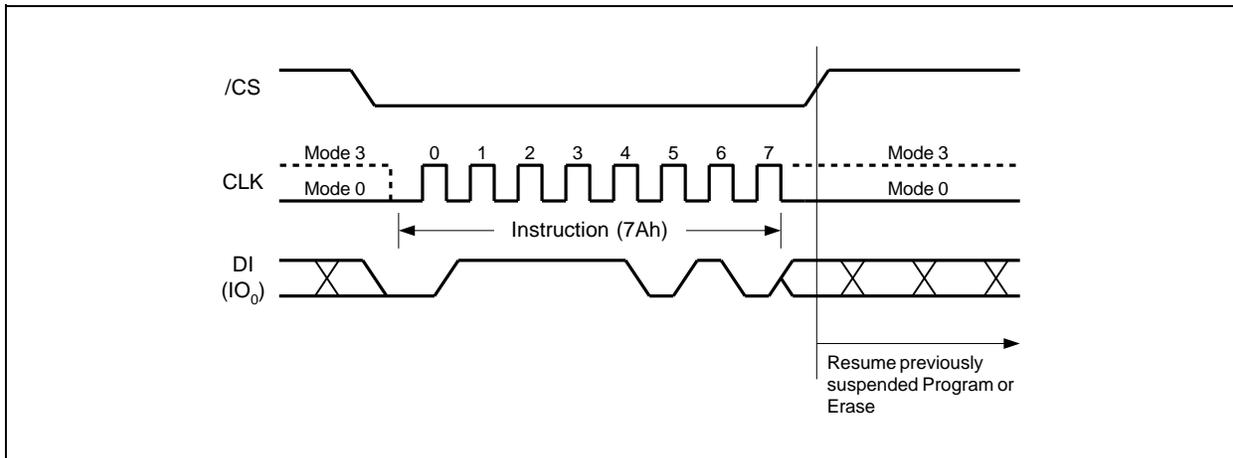 /CS
Mode 3
0 1 2 3 4 5 6 7
Mode 3
CLK
Mode 0
Mode 0
Instruction (7Ah)
DI
(IO0)
Resume previously
suspended Program or
Erase